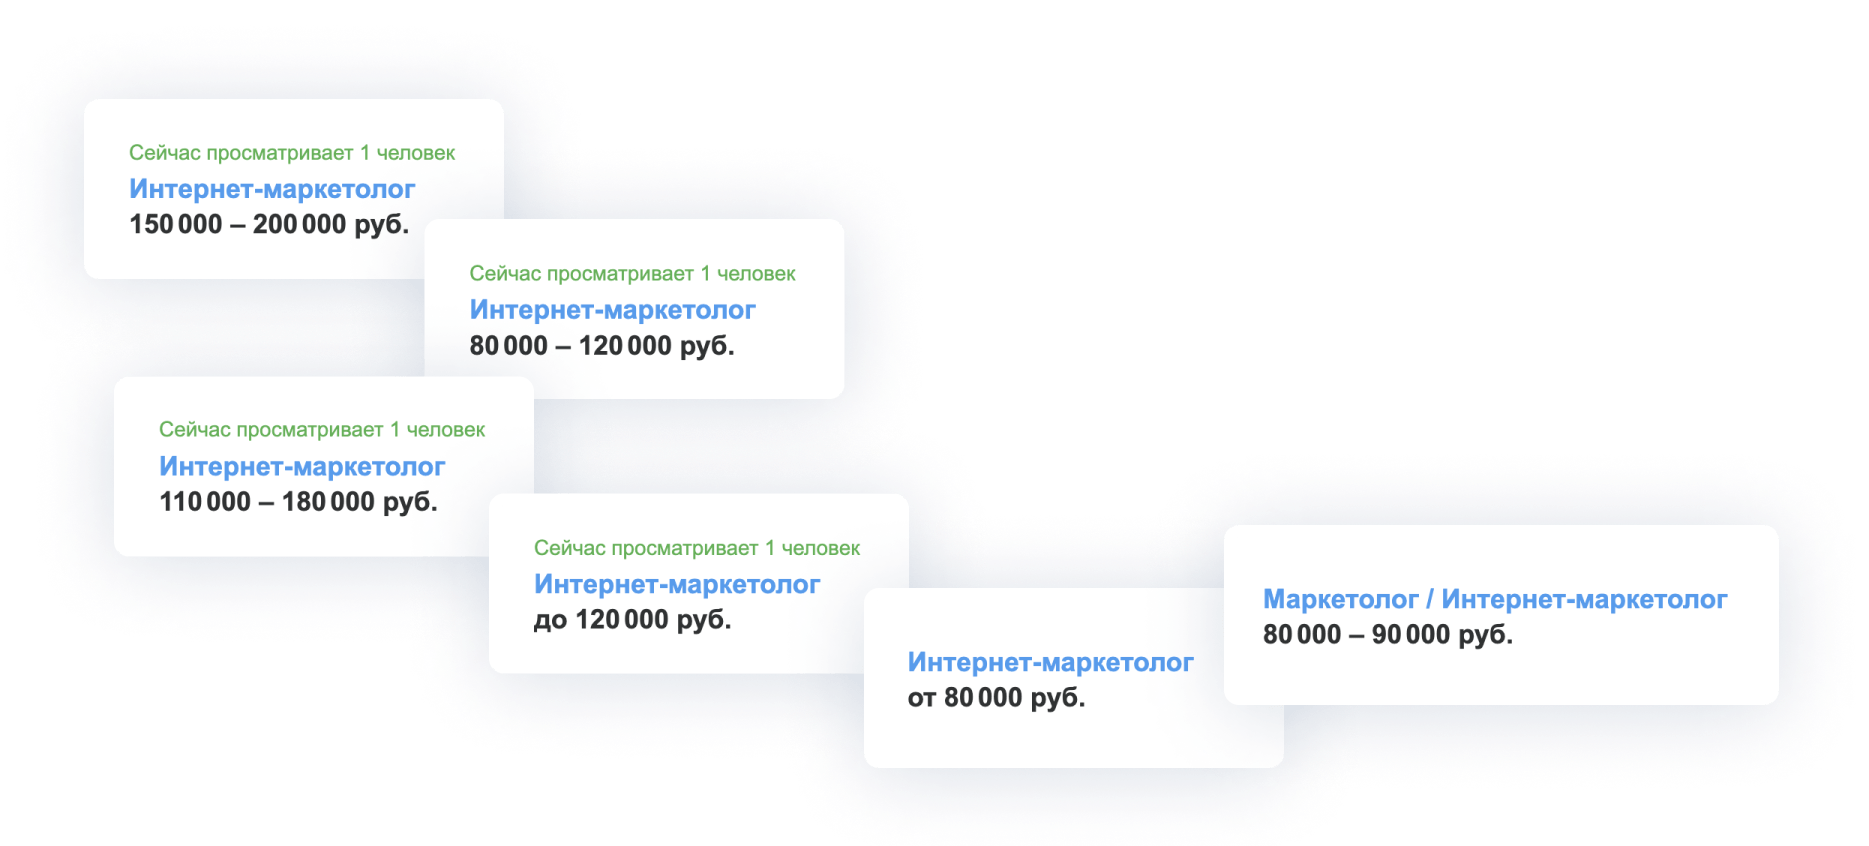 Сейчас просматривает 1 человек
Интернет-маркетолог
150 000 – 200 000 руб.
Сейчас просматривает 1 человек
Интернет-маркетолог
80 000 – 120 000 руб.
Сейчас просматривает 1 человек
Интернет-маркетолог
110 000 – 180 000 руб.
Сейчас просматривает 1 человек
Интернет-маркетолог
до 120 000 руб.
Интернет-маркетолог
от 80 000 руб.
Маркетолог / Интернет-маркетолог
80 000 – 90 000 руб.